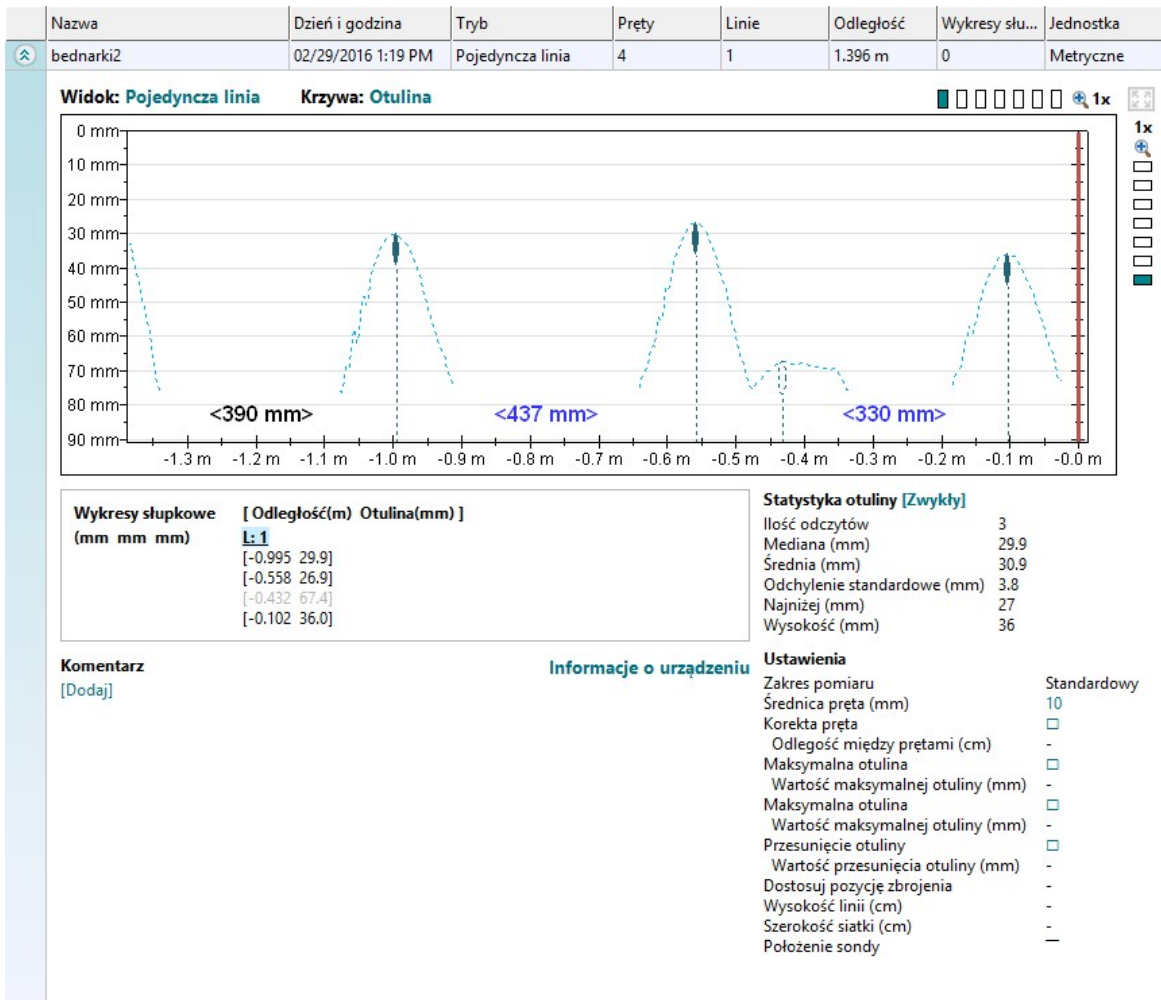 Nazwa Dzień i godzina Tryb Pręty Linie Odległość Wykresy słu... Jednostka
bednarki2 02/29/2016 1:19 PM Pojedyncza linia 4 1 1.396 m 0 Metryczne
Widok: Pojedyncza linia Krzywa: Otulina 1x
1x
0 mm
10 mm
20 mm
30 mm
40 mm
50 mm
60 mm
70 mm
80 mm
90 mm
<390 mm> <437 mm> <330 mm>
-1.3 m -1.2 m -1.1 m -1.0 m -0.9 m -0.8 m -0.7 m -0.6 m -0.5 m -0.4 m -0.3 m -0.2 m -0.1 m -0.0 m
Wykresy słupkowe [ Odległość(m) Otulina(mm) ]
(mm mm mm) L: 1
[-0.995 29.9]
[-0.558 26.9]
[-0.432 67.4]
[-0.102 36.0]
Statystyka otuliny [Zwykły]
Ilość odczytów 3
Mediana (mm) 29.9
Średnia (mm) 30.9
Odchylenie standardowe (mm) 3.8
Najniżej (mm) 27
Wysokość (mm) 36
Komentarz
[Dodaj]
Informacje o urządzeniu
Ustawienia
Zakres pomiaru Standardowy
Średnica pręta (mm) 10
Korekta pręta
Odlegość między prętami (cm) -
Maksymalna otulina
Wartość maksymalnej otuliny (mm) -
Maksymalna otulina
Wartość maksymalnej otuliny (mm) -
Przesunięcie otuliny
Wartość przesunięcia otuliny (mm) -
Dostosuj pozycję zbrojenia -
Wysokość linii (cm) -
Szerokość siatki (cm) -
Położenie sondy —